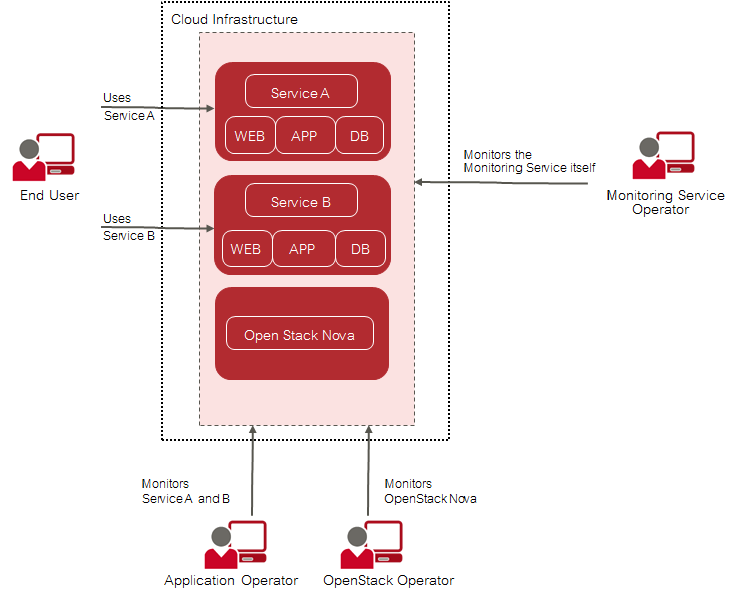 Cloud Infrastructure
Service A
WEB APP DB
Uses
Service A
End User
Monitors the
Monitoring Service itself
Monitoring Service
Operator
Service B
WEB APP DB
Uses
Service B
Open Stack Nova
Monitors
Service A and B
Monitors
OpenStack Nova
Application Operator
OpenStack Operator